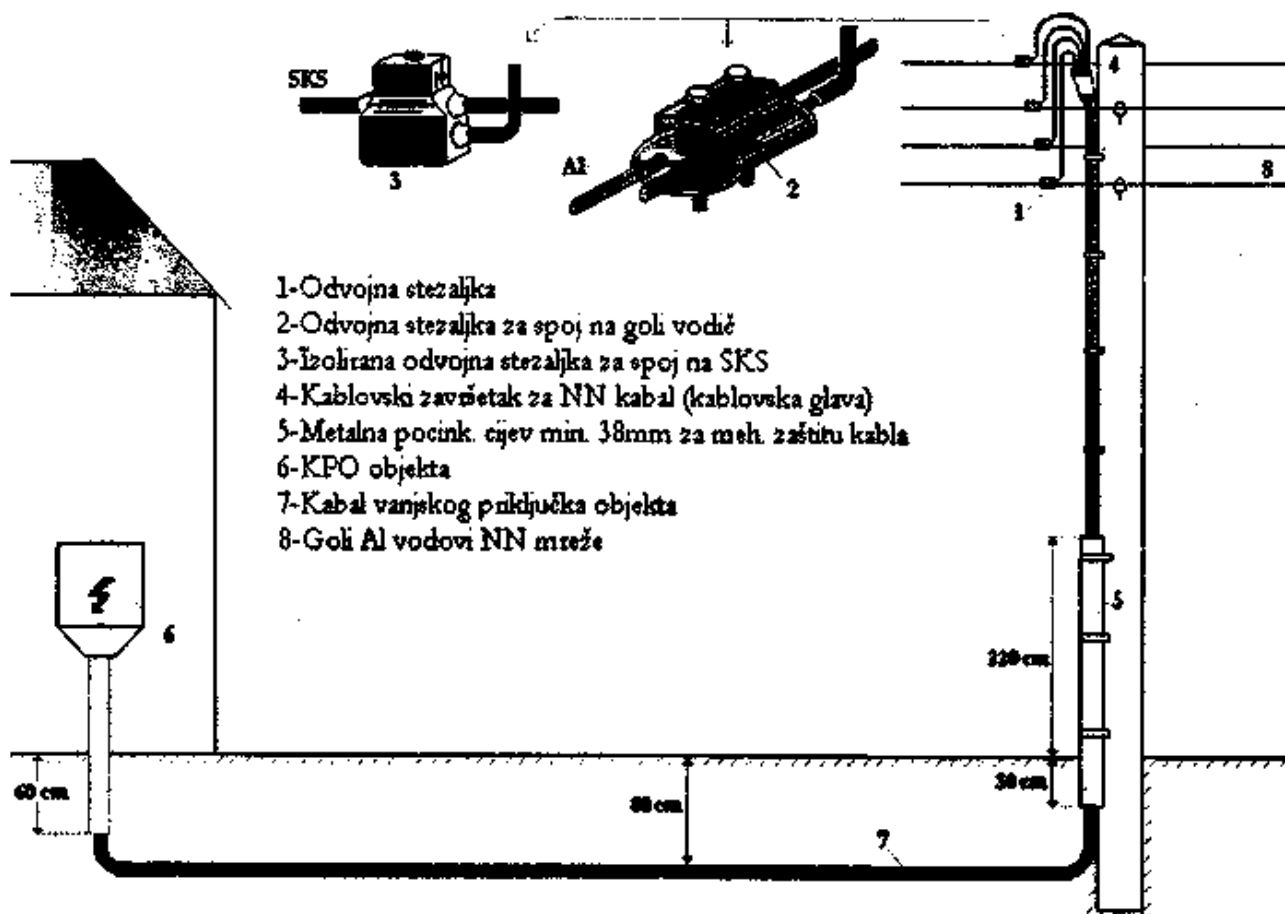 SKS
3
Al
2
4
8
1
1-Odvojna stezaljka
2-Odvojna stezaljka za spoj na goli vodič
3-Izolirana odvojna stezaljka za spoj na SKS
4-Kablovski završetak za NN kabal (kablovska glava)
5-Metalna pocink. cijev min. 38mm za meh. zaštitu kabla
6-KPO objekta
7-Kabal vanjskog priključka objekta
8-Goli Al vodovi NN mreže
5
6
220 cm
60 cm
80 cm
30 cm
7